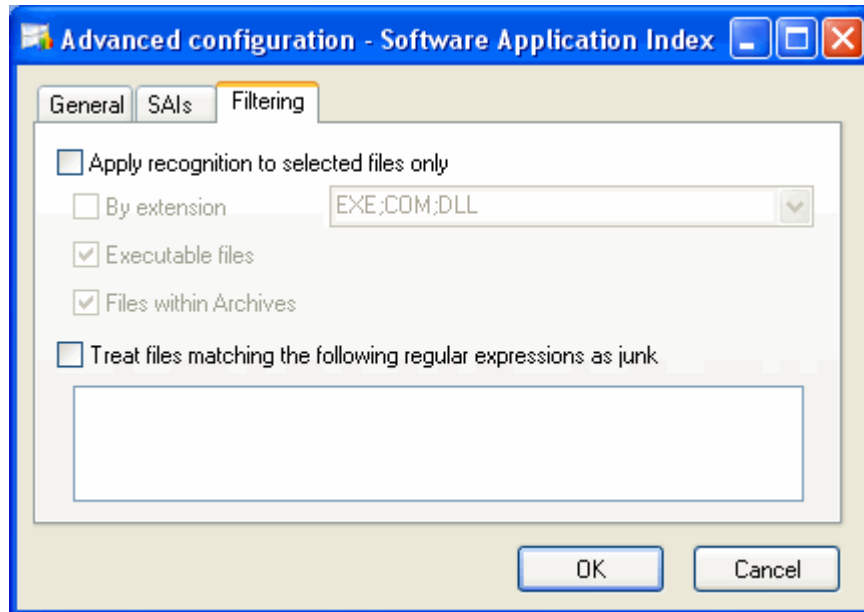 Advanced configuration - Software Application Index
General SAIs Filtering
Apply recognition to selected files only
By extension EXE;COM;DLL
Executable files
Files within Archives
Treat files matching the following regular expressions as junk
OK Cancel